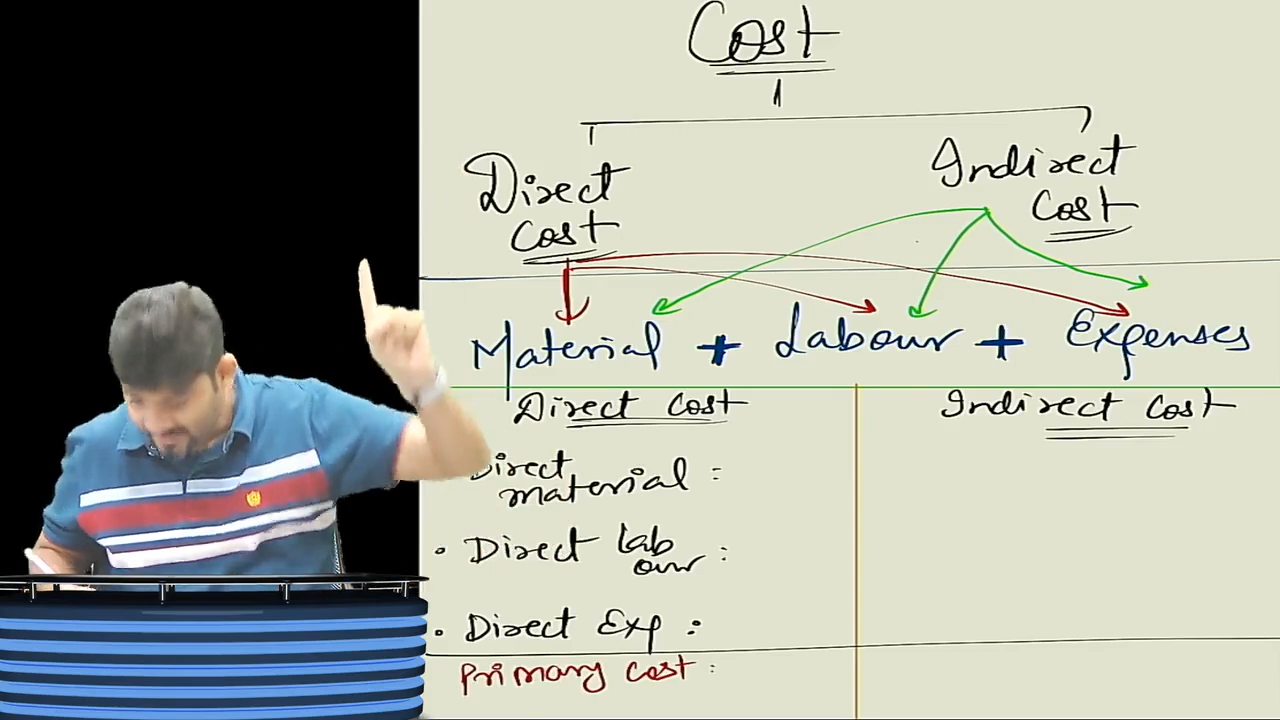 Cost
Direct
Cost
Indirect
Cost
Material + Labour + Expenses
Direct Cost
Indirect Cost
Direct
material :
• Direct Lab
our :
• Direct Exp :
Primary Cost :